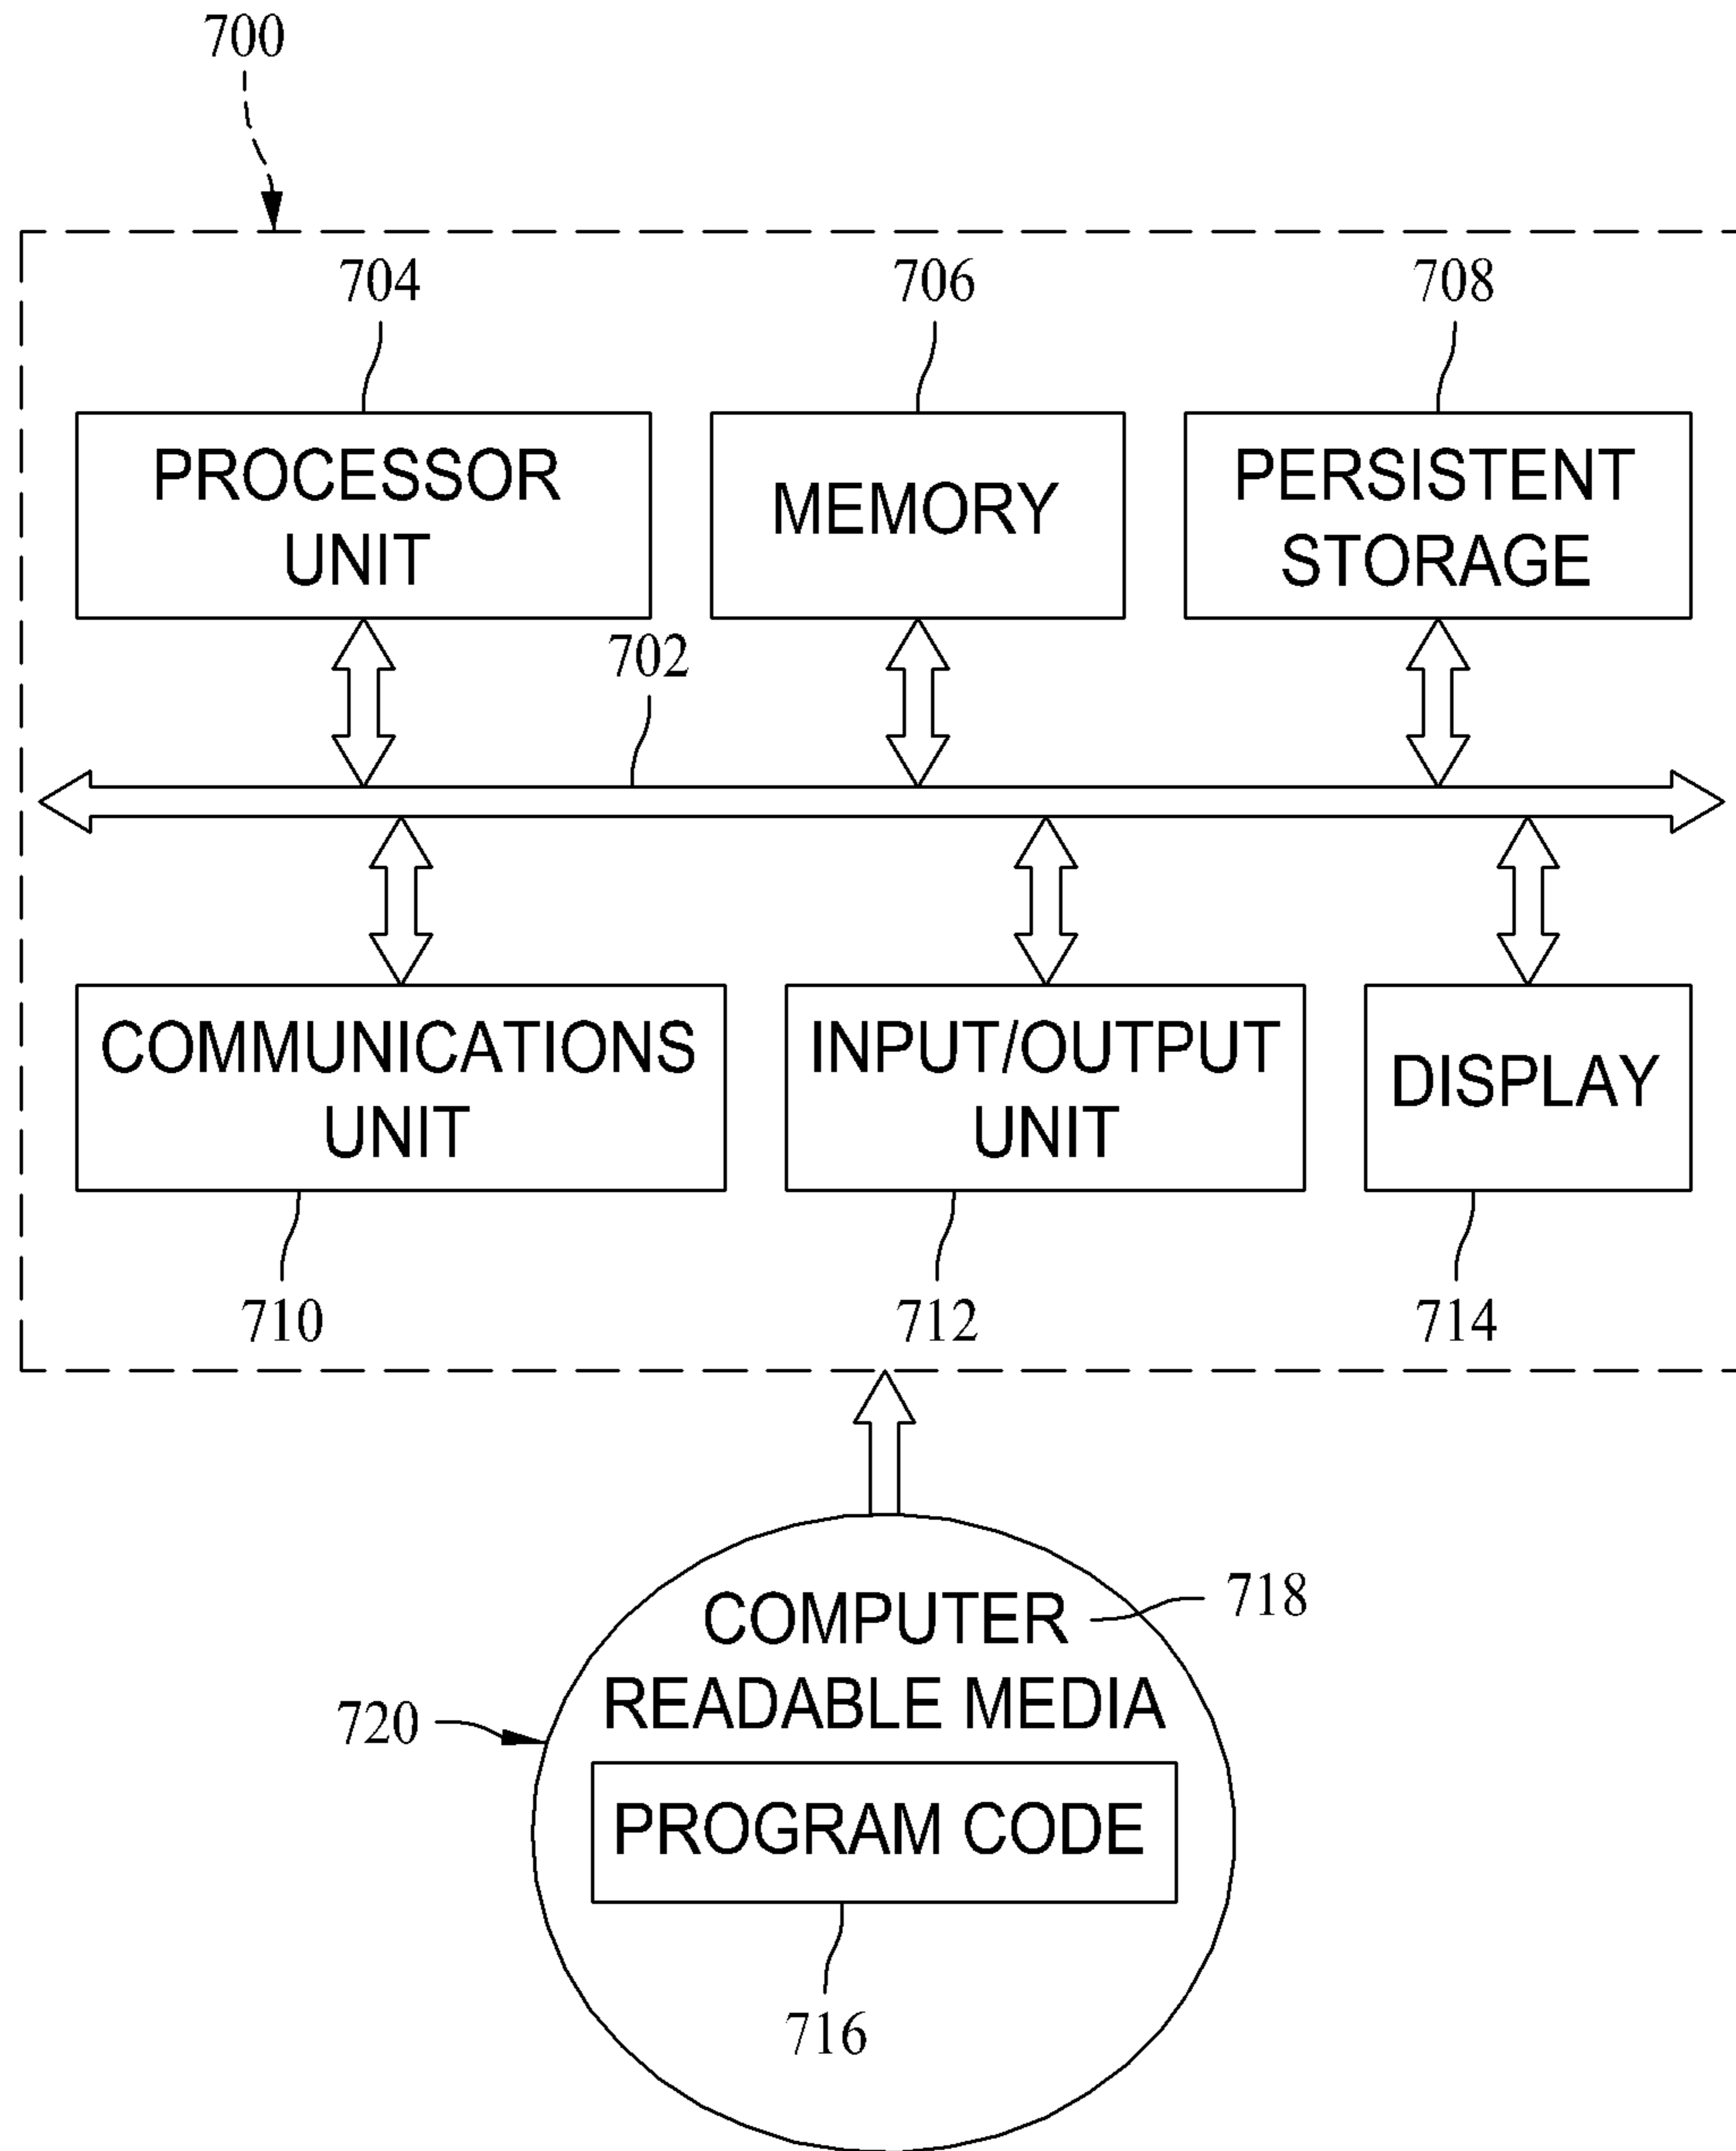 700
704
706
708
PROCESSOR
UNIT
MEMORY
PERSISTENT
STORAGE
702
COMMUNICATIONS
UNIT
INPUT/OUTPUT
UNIT
DISPLAY
710
712
714
COMPUTER
READABLE MEDIA
718
720
PROGRAM CODE
716